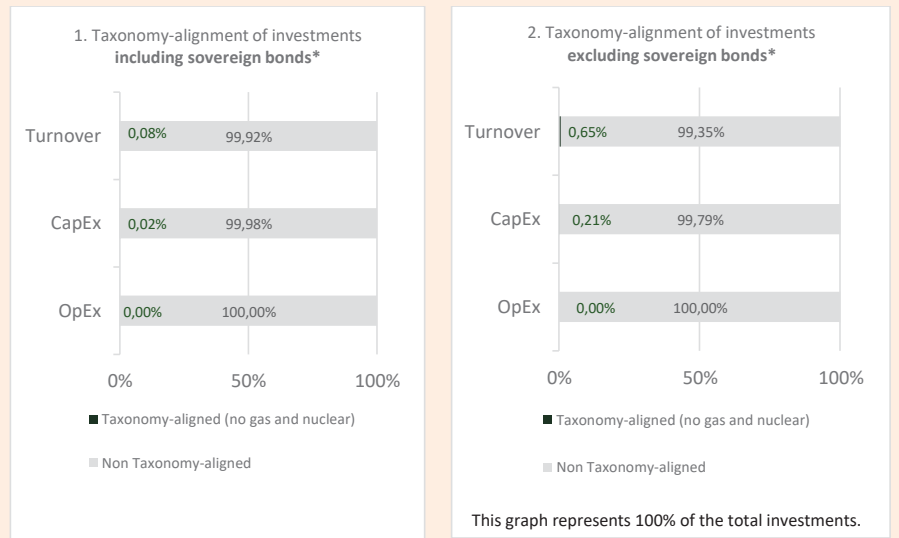 1. Taxonomy-alignment of investments
including sovereign bonds*
Turnover 0,08% 99,92%
CapEx 0,02% 99,98%
OpEx 0,00% 100,00%
0% 50% 100%
Taxonomy-aligned (no gas and nuclear)
Non Taxonomy-aligned
2. Taxonomy-alignment of investments
excluding sovereign bonds*
Turnover 0,65% 99,35%
CapEx 0,21% 99,79%
OpEx 0,00% 100,00%
0% 50% 100%
Taxonomy-aligned (no gas and nuclear)
Non Taxonomy-aligned
This graph represents 100% of the total investments.